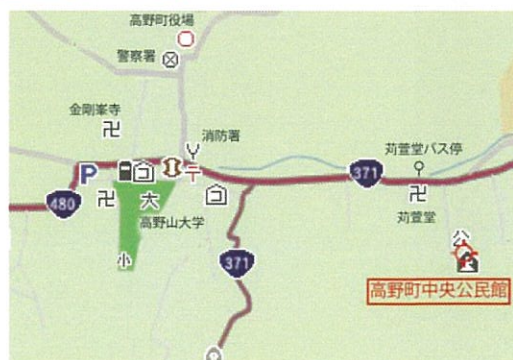 高野町役場
警察署
金剛峯寺
消防署
苅萱堂バス停
P
371
480
大
高野山大学
苅萱堂
小
371
公
高野町中央公民館